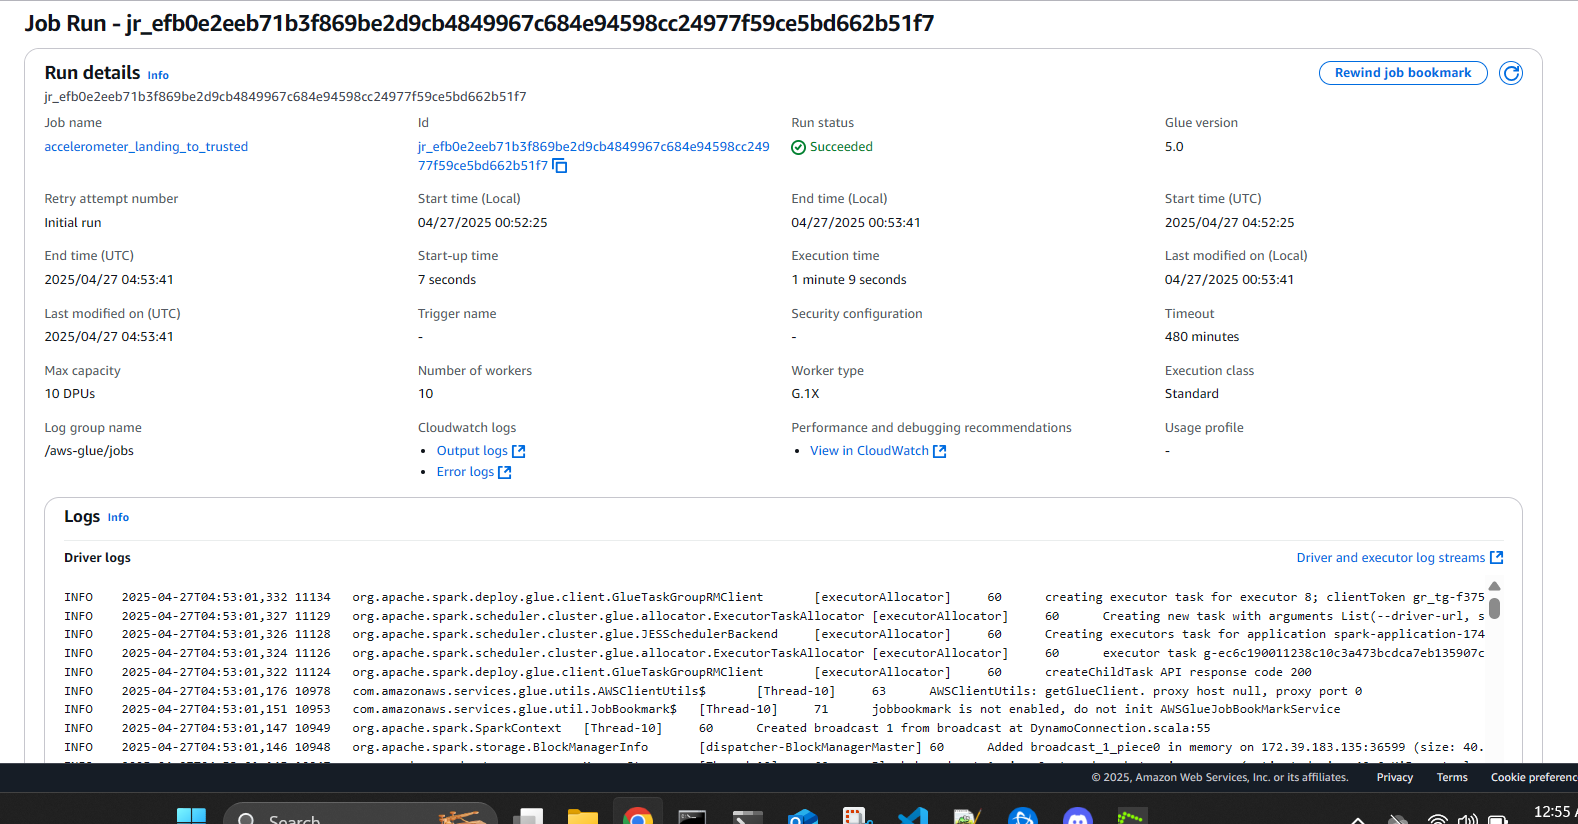 Job Run - jr_efb0e2eeb71b3f869be2d9cb4849967c684e94598cc24977f59ce5bd662b51f7
Run details Info
Rewind job bookmark
jr_efb0e2eeb71b3f869be2d9cb4849967c684e94598cc24977f59ce5bd662b51f7
Job name
accelerometer_landing_to_trusted
Id
jr_efb0e2eeb71b3f869be2d9cb4849967c684e94598cc249
77f59ce5bd662b51f7
Run status
Succeeded
Glue version
5.0
Retry attempt number
Initial run
Start time (Local)
04/27/2025 00:52:25
End time (Local)
04/27/2025 00:53:41
Start time (UTC)
2025/04/27 04:52:25
End time (UTC)
2025/04/27 04:53:41
Start-up time
7 seconds
Execution time
1 minute 9 seconds
Last modified on (Local)
04/27/2025 00:53:41
Last modified on (UTC)
2025/04/27 04:53:41
Trigger name
-
Security configuration
-
Timeout
480 minutes
Max capacity
10 DPUs
Number of workers
10
Worker type
G.1X
Execution class
Standard
Log group name
/aws-glue/jobs
Cloudwatch logs
• Output logs
• Error logs
Performance and debugging recommendations
• View in CloudWatch
Usage profile
-
Logs Info
Driver logs
Driver and executor log streams
INFO 2025-04-27T04:53:01,332 11134 org.apache.spark.deploy.glue.client.GlueTaskGroupRMClient [executorAllocator] 60 creating executor task for executor 8; clientToken gr_tg-f375
INFO 2025-04-27T04:53:01,327 11129 org.apache.spark.scheduler.cluster.glue.allocator.ExecutorTaskAllocator [executorAllocator] 60 Creating new task with arguments List(--driver-url, s
INFO 2025-04-27T04:53:01,326 11128 org.apache.spark.scheduler.cluster.glue.JESSchedulerBackend [executorAllocator] 60 Creating executors task for application spark-application-174
INFO 2025-04-27T04:53:01,324 11126 org.apache.spark.scheduler.cluster.glue.allocator.ExecutorTaskAllocator [executorAllocator] 60 executor task g-ec6c190011238c10c3a473bcdca7eb135907c
INFO 2025-04-27T04:53:01,322 11124 org.apache.spark.deploy.glue.client.GlueTaskGroupRMClient [executorAllocator] 60 createChildTask API response code 200
INFO 2025-04-27T04:53:01,176 10978 com.amazonaws.services.glue.utils.AWSClientUtils$ [Thread-10] 63 AWSClientUtils: getGlueClient. proxy host null, proxy port 0
INFO 2025-04-27T04:53:01,151 10953 com.amazonaws.services.glue.util.JobBookmark$ [Thread-10] 71 jobbookmark is not enabled, do not init AWSGlueJobBookMarkService
INFO 2025-04-27T04:53:01,147 10949 org.apache.spark.SparkContext [Thread-10] 60 Created broadcast 1 from broadcast at DynamoConnection.scala:55
INFO 2025-04-27T04:53:01,146 10948 org.apache.spark.storage.BlockManagerInfo [dispatcher-BlockManagerMaster] 60 Added broadcast_1_piece0 in memory on 172.39.183.135:36599 (size: 40.
© 2025, Amazon Web Services, Inc. or its affiliates.
Privacy
Terms
Cookie preferenc
Search
12:55